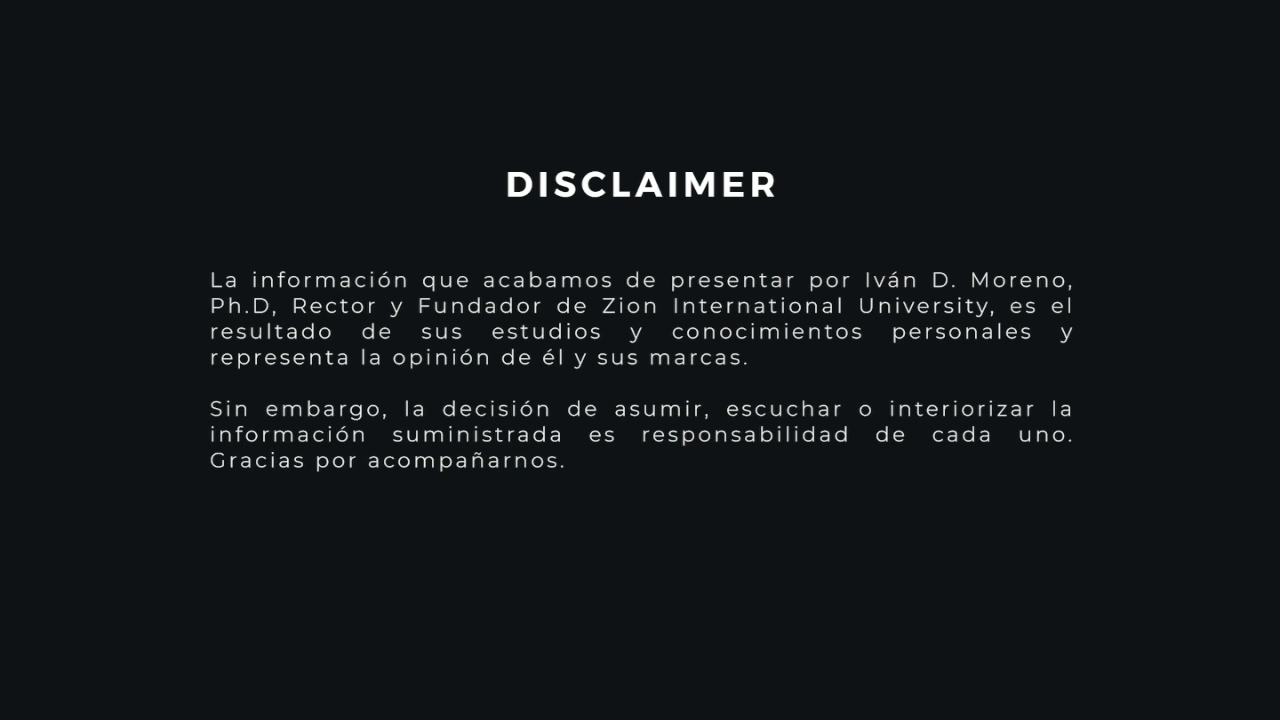 DISCLAIMER
La información que acabamos de presentar por Iván D. Moreno,
Ph.D, Rector y Fundador de Zion International University, es el
resultado de sus estudios y conocimientos personales y
representa la opinión de él y sus marcas.
Sin embargo, la decisión de asumir, escuchar o interiorizar la
información suministrada es responsabilidad de cada uno.
Gracias por acompañarnos.